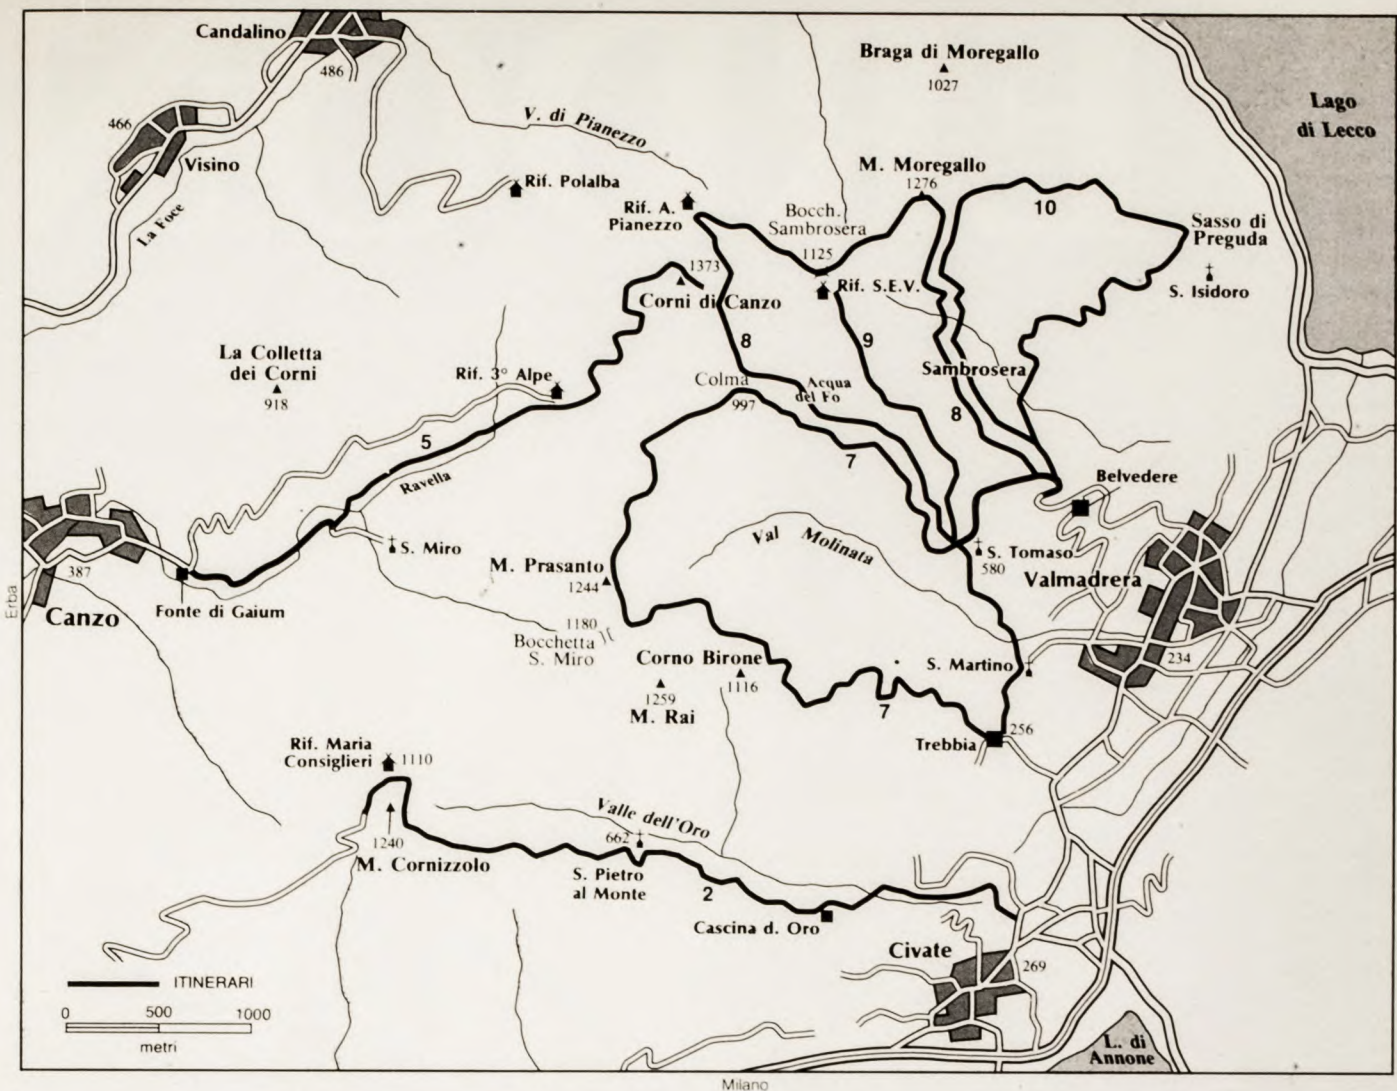 Candalino
486
466
Visino
La Foce
V. di Pianezzo
Braga di Moregallo
1027
Lago
di Lecco
M. Moregallo
1276
Rif. Polalba
Rif. A.
Pianezzo
Bocch.
Sambrosera
1125
10
Sasso di
Preguda
S. Isidoro
1373
Corni di Canzo
Rif. S.E.V.
8
9
La Colletta
dei Corni
918
Rif. 3° Alpe
Colma
997
Acqua
del Fo
Sambrosera
8
5
Ravella
7
Belvedere
S. Miro
Val Molinata
S. Tomaso
580
Valmadrera
387
Canzo
Erba
Fonte di Gaium
M. Prasanto
1244
1180
Bocchetta
S. Miro
Corno Birone
1116
1259
M. Rai
S. Martino
234
7
Trebbia
256
Rif. Maria
Consiglieri
1110
1240
M. Cornizzolo
Valle dell'Oro
662
S. Pietro
al Monte
2
Cascina d. Oro
Civate
269
ITINERARI
0 500 1000
metri
L. di
Annone
Milano